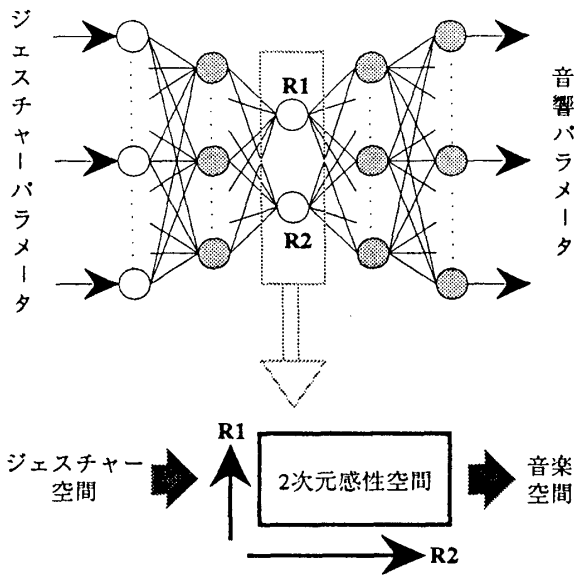 ジェスチャーパラメータ
R1
R2
音響パラメータ
R1
ジェスチャー
空間
2次元感性空間
音楽
空間
R2